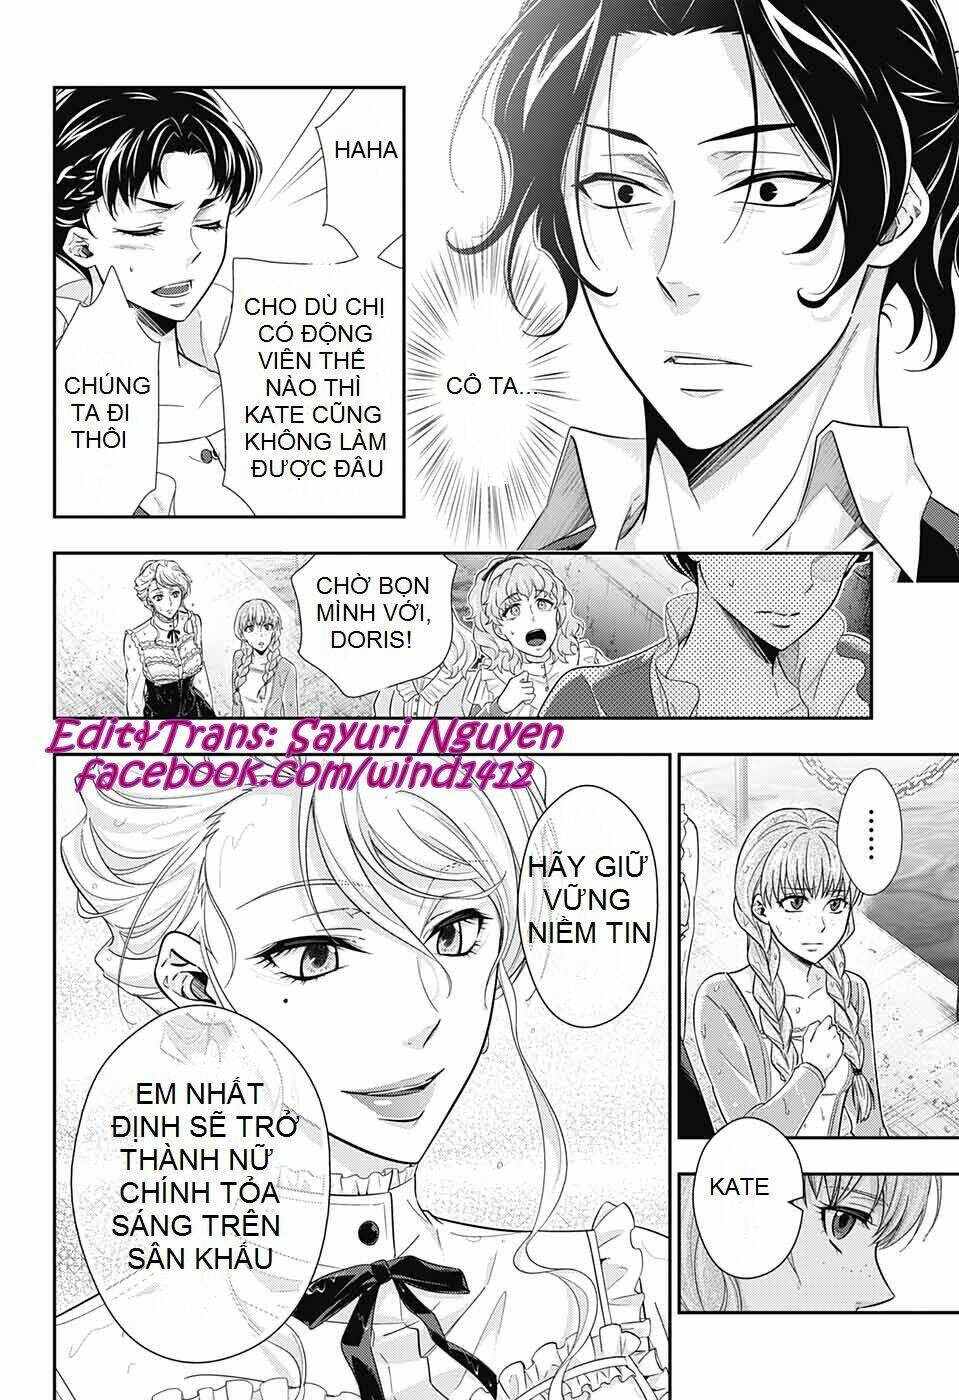 CÔ TA...
HAHA
CHO DÙ CHỊ
CÓ ĐỘNG
VIÊN THẾ
NÀO THÌ
KATE CŨNG
KHÔNG LÀM
ĐƯỢC ĐÂU
CHÚNG
TA ĐI
THÔI
CHỜ BỌN
MÌNH VỚI,
DORIS!
Edit&Trans: Sayuri Nguyen
facebook.com/wind1412
......
KATE
HÃY GIỮ
VỮNG
NIỀM TIN
EM NHẤT
ĐỊNH SẼ TRỞ
THÀNH NỮ
CHÍNH TỎA
SÁNG TRÊN
SÂN KHẤU